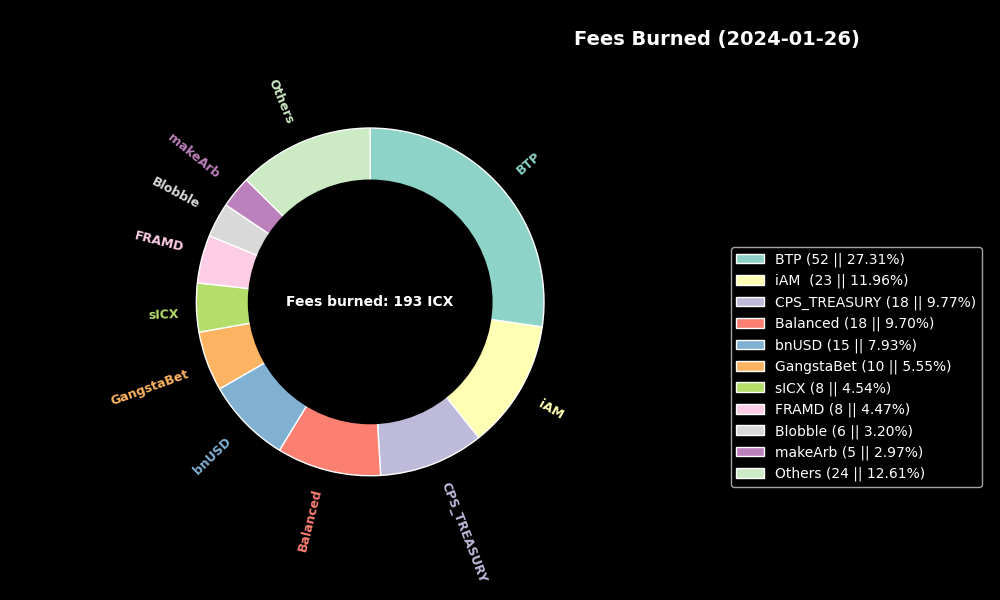 Fees Burned (2024-01-26)
Others
BTP
makeArb
Blobble
FRAMD
sICX
Fees burned: 193 ICX
GangstaBet
iAM
bnUSD
Balanced
CPS_TREASURY
BTP (52 || 27.31%)
iAM  (23 || 11.96%)
CPS_TREASURY (18 || 9.77%)
Balanced (18 || 9.70%)
bnUSD (15 || 7.93%)
GangstaBet (10 || 5.55%)
sICX (8 || 4.54%)
FRAMD (8 || 4.47%)
Blobble (6 || 3.20%)
makeArb (5 || 2.97%)
Others (24 || 12.61%)